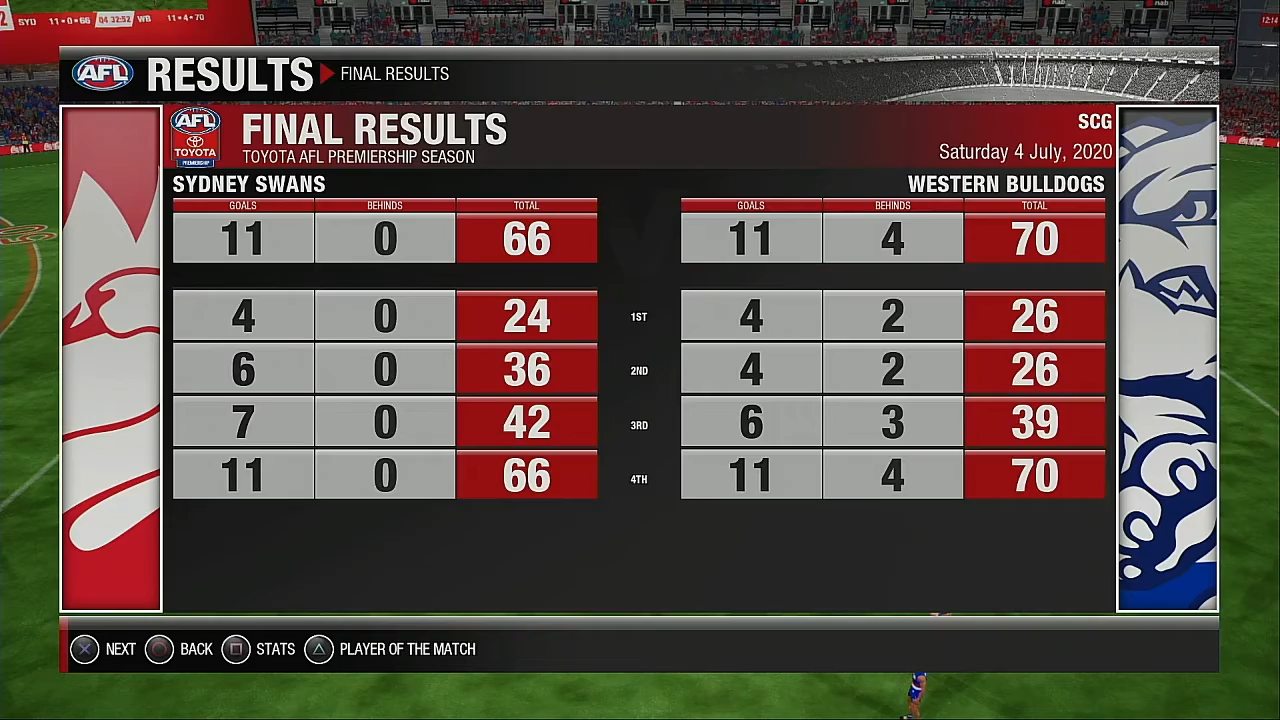 2 SYD 11•0•66 04:32:52 WB 11•4•70
12:14
AFL RESULTS FINAL RESULTS
AFL TOYOTA PREMIERSHIP
FINAL RESULTS
TOYOTA AFL PREMIERSHIP SEASON
SCG
Saturday 4 July, 2020
SYDNEY SWANS WESTERN BULLDOGS
GOALS BEHINDS TOTAL GOALS BEHINDS TOTAL
11 0 66 11 4 70
4 0 24 1ST 4 2 26
6 0 36 2ND 4 2 26
7 0 42 3RD 6 3 39
11 0 66 4TH 11 4 70
NEXT BACK STATS PLAYER OF THE MATCH